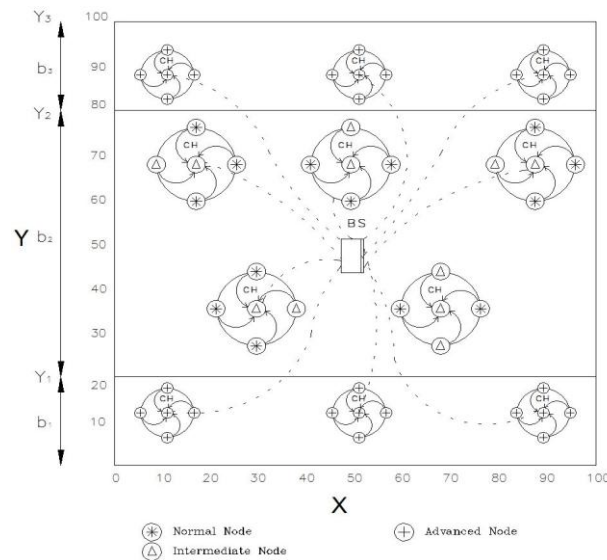 Y₃ 100
b₃ 90
80
Y₂
70
60
Y b₂ 50
40
30
Y₁
20
b₁ 10
CH CH CH
CH CH CH
BS
CH CH
CH CH CH
0 10 20 30 40 50 60 70 80 90 100
X
Normal Node Advanced Node
Intermediate Node